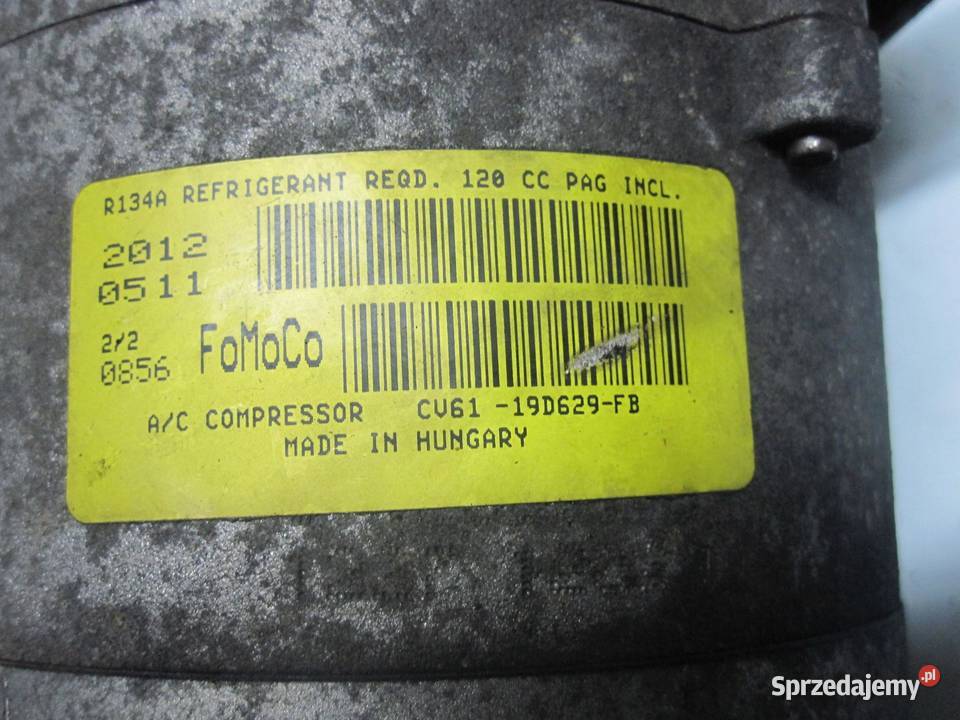 R134A REFRIGERANT REQD. 120 CC PAG INCL.
2012
0511
2/2
0856 FoMoCo
A/C COMPRESSOR CV61 -19D629-FB
MADE IN HUNGARY
Sprzedajemy.pl